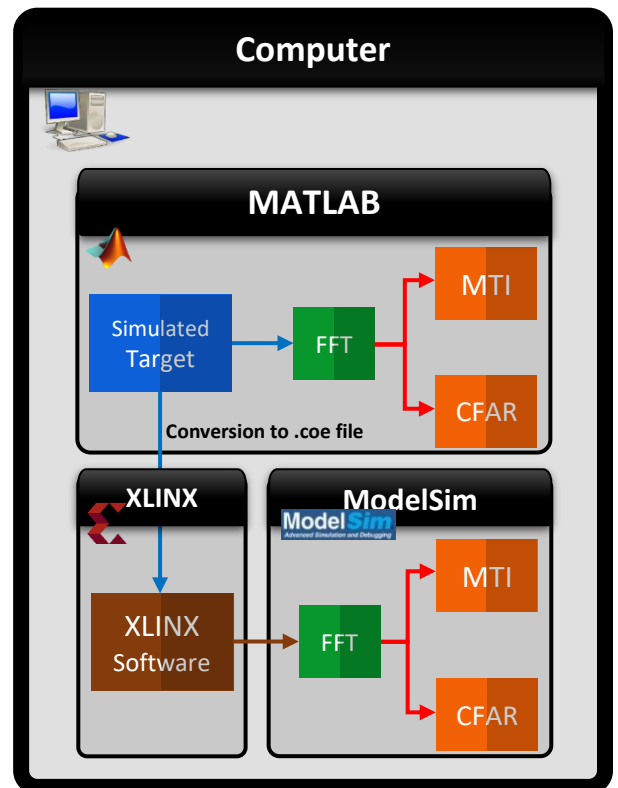 Computer
MATLAB
MTI
Simulated
Target
FFT
CFAR
Conversion to .coe file
XLINX
ModelSim
ModelSim
Advanced Simulation and Debugging
MTI
XLINX
Software
FFT
CFAR